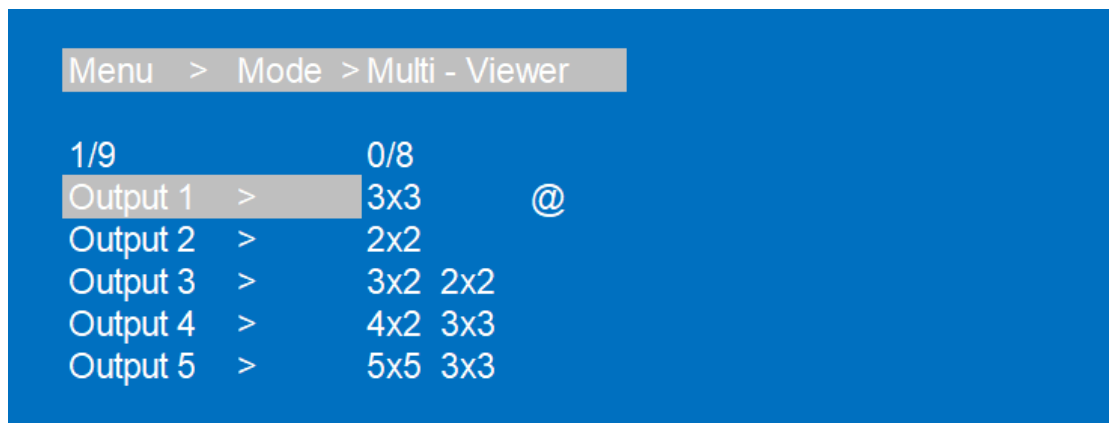 Menu > Mode > Multi - Viewer
1/9 0/8
Output 1 > 3x3 @
Output 2 > 2x2
Output 3 > 3x2 2x2
Output 4 > 4x2 3x3
Output 5 > 5x5 3x3